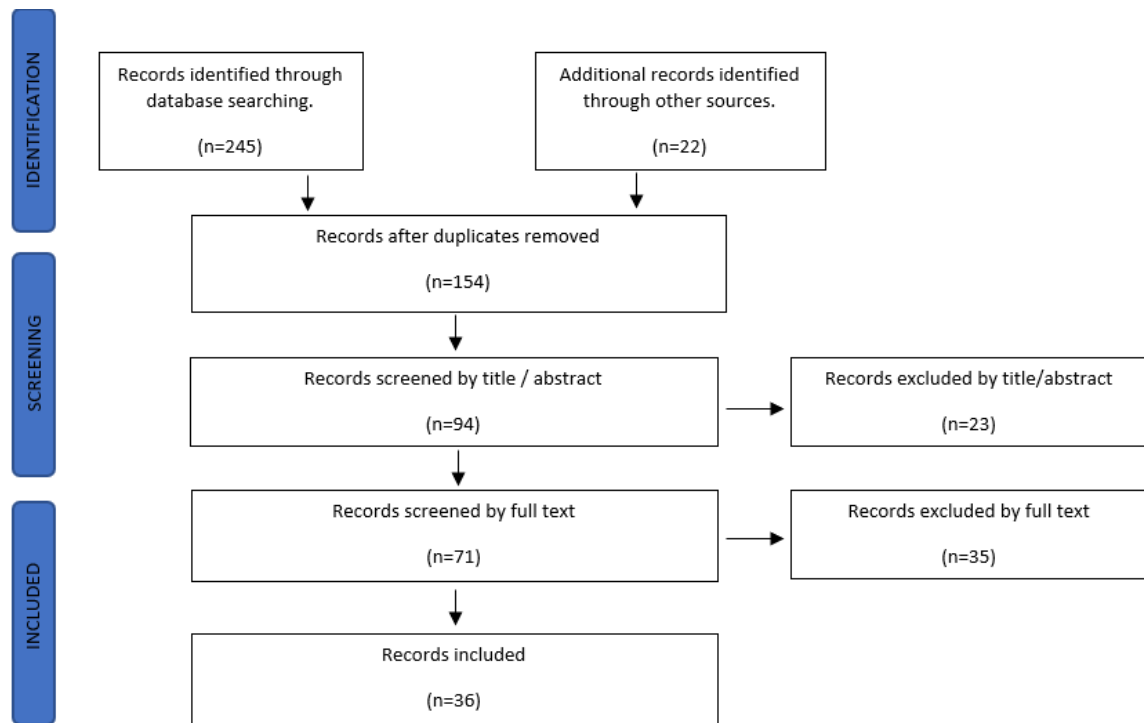 IDENTIFICATION
Records identified through
database searching.
(n=245)
Additional records identified
through other sources.
(n=22)
Records after duplicates removed
(n=154)
SCREENING
Records screened by title / abstract
(n=94)
Records excluded by title/abstract
(n=23)
INCLUDED
Records screened by full text
(n=71)
Records excluded by full text
(n=35)
Records included
(n=36)